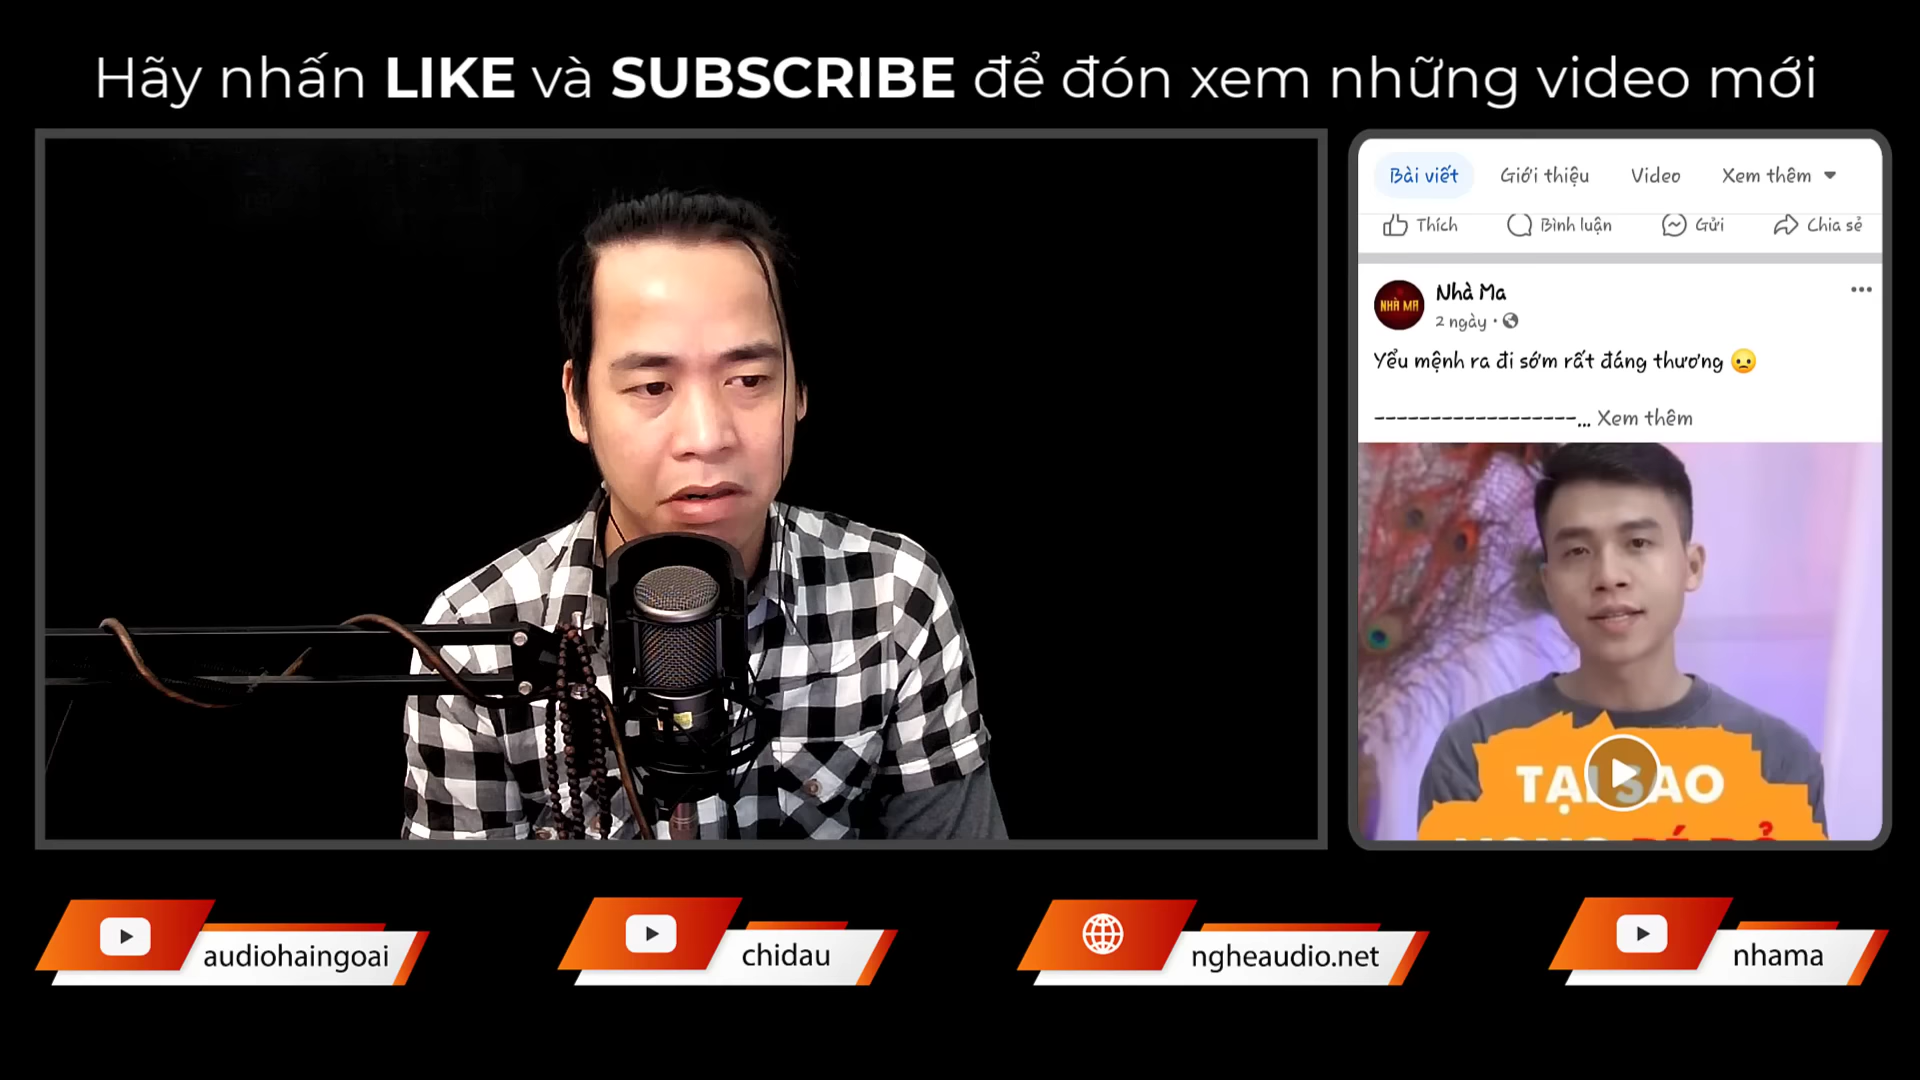 Hãy nhấn LIKE và SUBSCRIBE để đón xem những video mới
Bài viết Giới thiệu Video Xem thêm
Thích Bình luận Gửi Chia sẻ
NHÀ MA
Nhà Ma
2 ngày
Yểu mệnh ra đi sớm rất đáng thương 😟
------------------... Xem thêm
TẠI SAO
audiohaingoai
chidau
ngheaudio.net
nhama